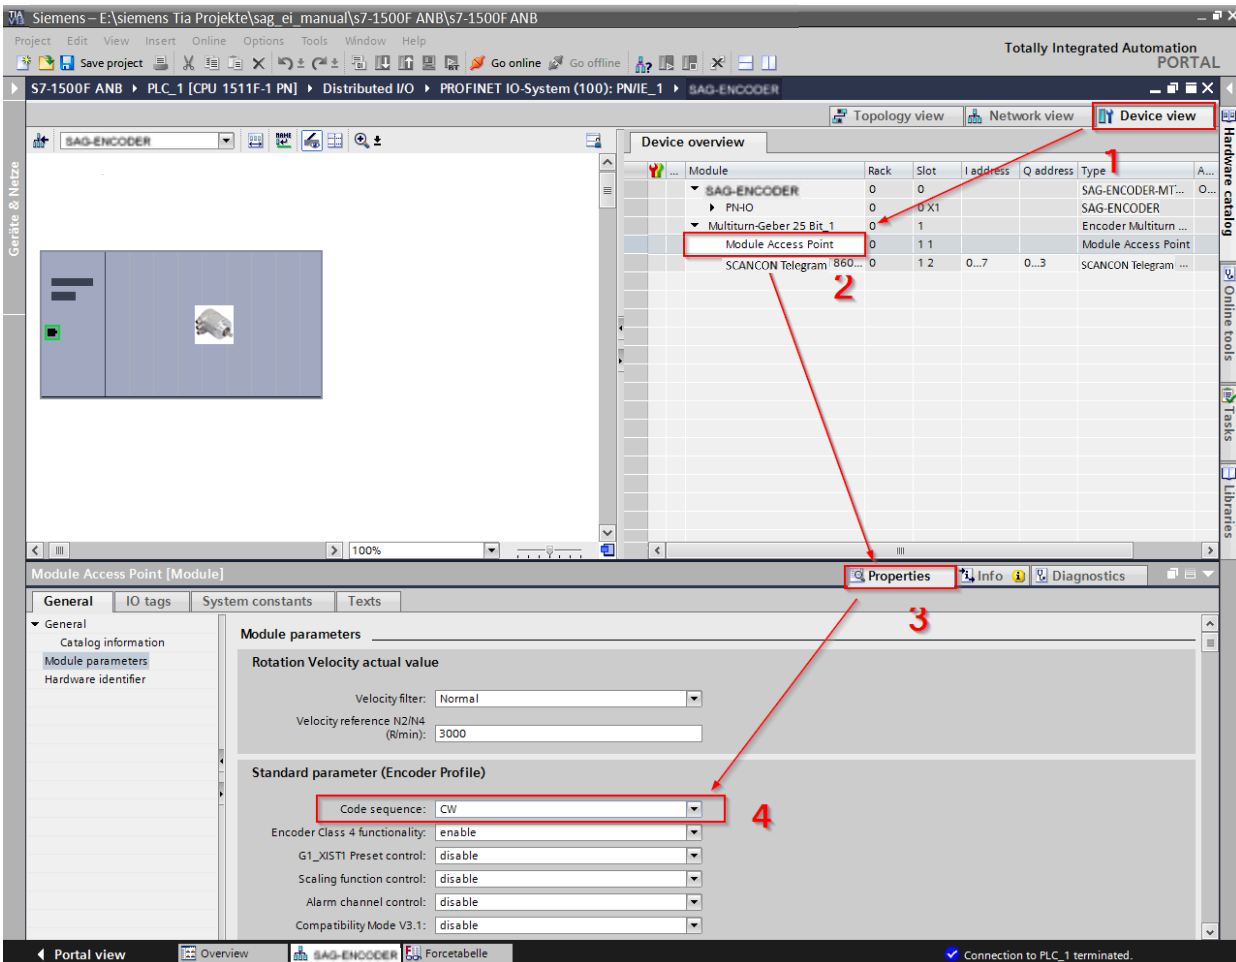 Siemens – E:\siemens Tia Projekte\sag_ei_manual\s7-1500F ANB\s7-1500F ANB
Project Edit View Insert Online Options Tools Window Help
Totally Integrated Automation
PORTAL
Save project Go online Go offline
S7-1500F ANB PLC_1 [CPU 1511F-1 PN] Distributed I/O PROFINET IO-System (100): PN/IE_1 SAG-ENCODER
Topology view Network view Device view
SAG-ENCODER
Device overview
1
... Module Rack Slot I address Q address Type A...
SAG-ENCODER 0 0 SAG-ENCODER-MT... O...
PN-IO 0 0 X1 SAG-ENCODER
Multiturn-Geber 25 Bit_1 0 1 Encoder Multiturn ...
Module Access Point 0 1 1 Module Access Point
SCANCON Telegram 860... 0 1 2 0...7 0...3 SCANCON Telegram ...
2
Geräte & Netze
Hardware catalog
Online tools
Tasks
Libraries
100%
Module Access Point [Module]
Properties Info Diagnostics
3
General IO tags System constants Texts
General
Catalog information
Module parameters
Hardware identifier
Module parameters
Rotation Velocity actual value
Velocity filter: Normal
Velocity reference N2/N4
(R/min): 3000
Standard parameter (Encoder Profile)
Code sequence: CW
4
Encoder Class 4 functionality: enable
G1_XIST1 Preset control: disable
Scaling function control: disable
Alarm channel control: disable
Compatibility Mode V3.1: disable
Portal view Overview SAG-ENCODER Forcetabelle Connection to PLC_1 terminated.